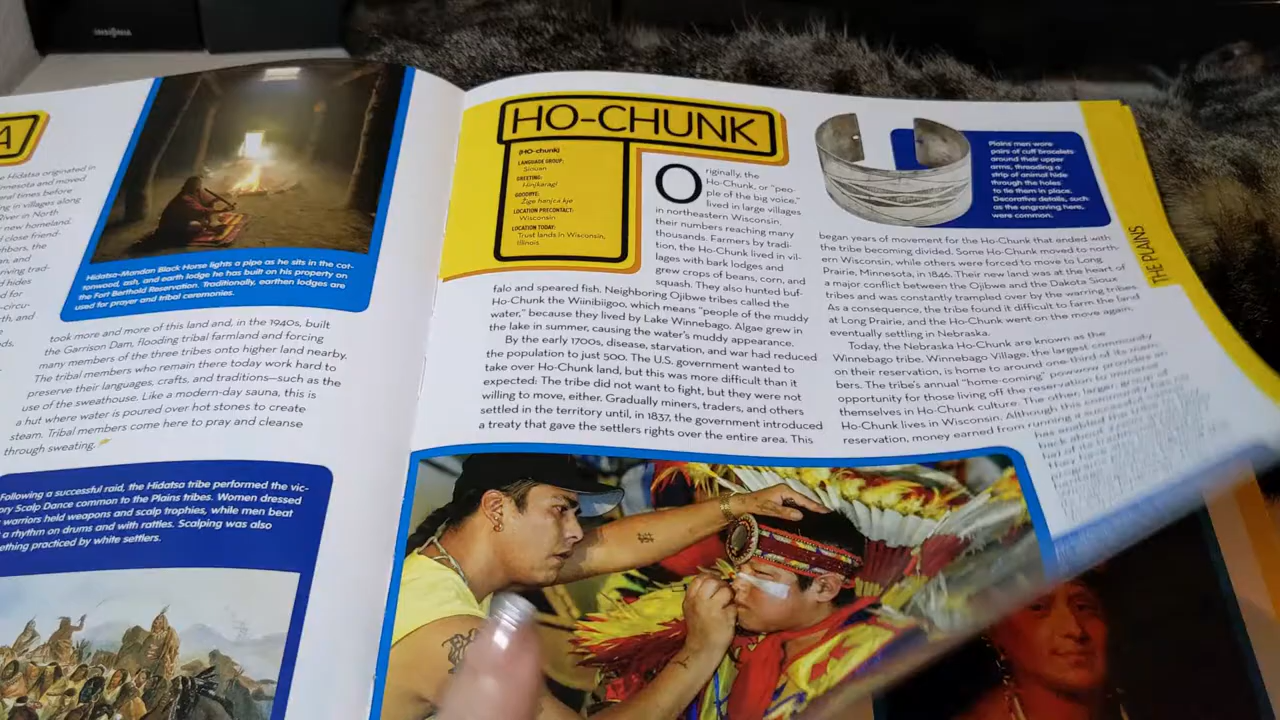 INSIGNIA
A
e Hidatsa originated in
nnesota and moved
eral times before
ng in villages along
River in North
r new homeland,
d close friend-
hbors, the
an, and
riving trad-
d hides
d for
-circu-
rth, and
ods,
Hidatsa-Mandan Black Horse lights a pipe as he sits in the cot-
tonwood, ash, and earth lodge he has built on his property on
the Fort Berthold Reservation. Traditionally, earthen lodges are
used for prayer and tribal ceremonies.
took more and more of this land and, in the 1940s, built
the Garrison Dam, flooding tribal farmland and forcing
many members of the three tribes onto higher land nearby.
The tribal members who remain there today work hard to
preserve their languages, crafts, and traditions—such as the
use of the sweathouse. Like a modern-day sauna, this is
a hut where water is poured over hot stones to create
steam. Tribal members come here to pray and cleanse
through sweating.
Following a successful raid, the Hidatsa tribe performed the vic-
ory Scalp Dance common to the Plains tribes. Women dressed
warriors held weapons and scalp trophies, while men beat
a rhythm on drums and with rattles. Scalping was also
ething practiced by white settlers.
HO-CHUNK
(HO-chunk)
LANGUAGE GROUP:
Siouan
GREETING:
Hinįkaragi
GOODBYE:
Žige hanįca kje
LOCATION PRECONTACT:
Wisconsin
LOCATION TODAY:
Trust lands in Wisconsin,
Illinois
Originally, the
Ho-Chunk, or "peo-
ple of the big voice,"
lived in large villages
in northeastern Wisconsin,
their numbers reaching many
thousands. Farmers by tradi-
tion, the Ho-Chunk lived in vil-
lages with bark lodges and
grew crops of beans, corn, and
squash. They also hunted buf-
falo and speared fish. Neighboring Ojibwe tribes called the
Ho-Chunk the Winibiigoo, which means "people of the muddy
water," because they lived by Lake Winnebago. Algae grew in
the lake in summer, causing the water's muddy appearance.
By the early 1700s, disease, starvation, and war had reduced
the population to just 500. The U.S. government wanted to
take over Ho-Chunk land, but this was more difficult than it
expected: The tribe did not want to fight, but they were not
willing to move, either. Gradually miners, traders, and others
settled in the territory until, in 1837, the government introduced
a treaty that gave the settlers rights over the entire area. This
Plains men wore
pairs of cuff bracelets
around their upper
arms, threading a
strip of animal hide
through the holes
to tie them in place.
Decorative details, such
as the engraving here,
were common.
began years of movement for the Ho-Chunk that ended with
the tribe becoming divided. Some Ho-Chunk moved to north-
ern Wisconsin, while others were forced to move to Long
Prairie, Minnesota, in 1846. Their new land was at the heart of
a major conflict between the Ojibwe and the Dakota Sioux
tribes and was constantly trampled over by the warring tribes.
As a consequence, the tribe found it difficult to farm the land
at Long Prairie, and the Ho-Chunk went on the move again,
eventually settling in Nebraska.
Today, the Nebraska Ho-Chunk are known as the
Winnebago tribe. Winnebago Village, the largest community
on their reservation, is home to around one third of its mem-
bers. The tribe's annual "home-coming" powwow provides an
opportunity for those living off the reservation to immerse
themselves in Ho-Chunk culture. The other, larger, group of
Ho-Chunk lives in Wisconsin. Although this community has no
reservation, money earned from running a successful
has enabled
THE PLAINS